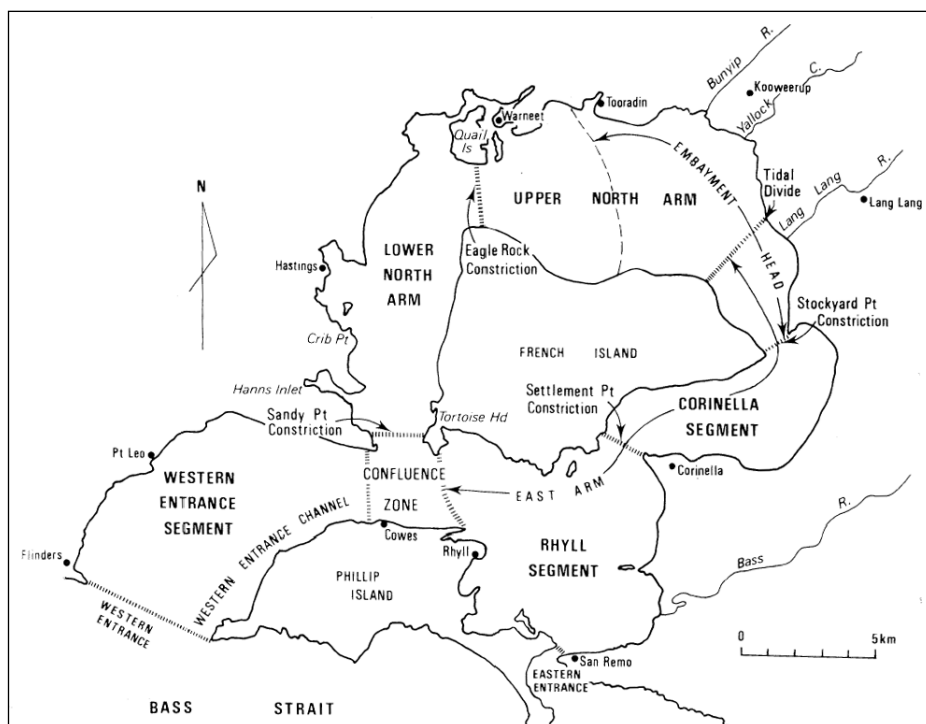 Bunyip R.
Kooweerup
Yallock C.
Tooradin
Warneet
Quail
Is
EMBAYMENT HEAD
Tidal
Divide
Lang Lang R.
Lang Lang
N
UPPER NORTH ARM
LOWER
NORTH
ARM
Eagle Rock
Constriction
Hastings
Stockyard Pt
Constriction
Crib Pt
FRENCH ISLAND
Hanns Inlet
Settlement Pt
Constriction
Sandy Pt
Constriction
Tortoise Hd
CORINELLA
SEGMENT
Pt Leo
WESTERN
ENTRANCE
SEGMENT
CONFLUENCE
ZONE
Corinella
EAST ARM
WESTERN ENTRANCE CHANNEL
Cowes
Bass R.
Flinders
Rhyll
RHYLL
SEGMENT
PHILLIP
ISLAND
WESTERN
ENTRANCE
0 5km
San Remo
EASTERN
ENTRANCE
BASS STRAIT